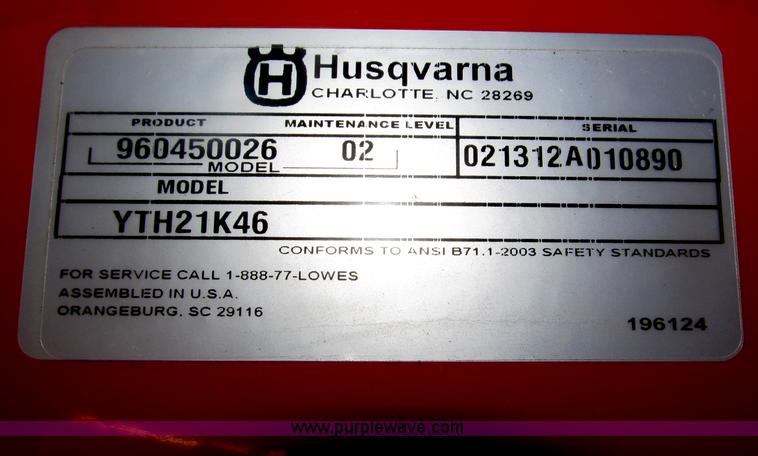 H Husqvarna
CHARLOTTE, NC 28269
PRODUCT MAINTENANCE LEVEL SERIAL
960450026 02 021312A010890
MODEL
MODEL
YTH21K46
CONFORMS TO ANSI B71.1-2003 SAFETY STANDARDS
FOR SERVICE CALL 1-888-77-LOWES
ASSEMBLED IN U.S.A.
ORANGEBURG, SC 29116
196124
www.purplewave.com